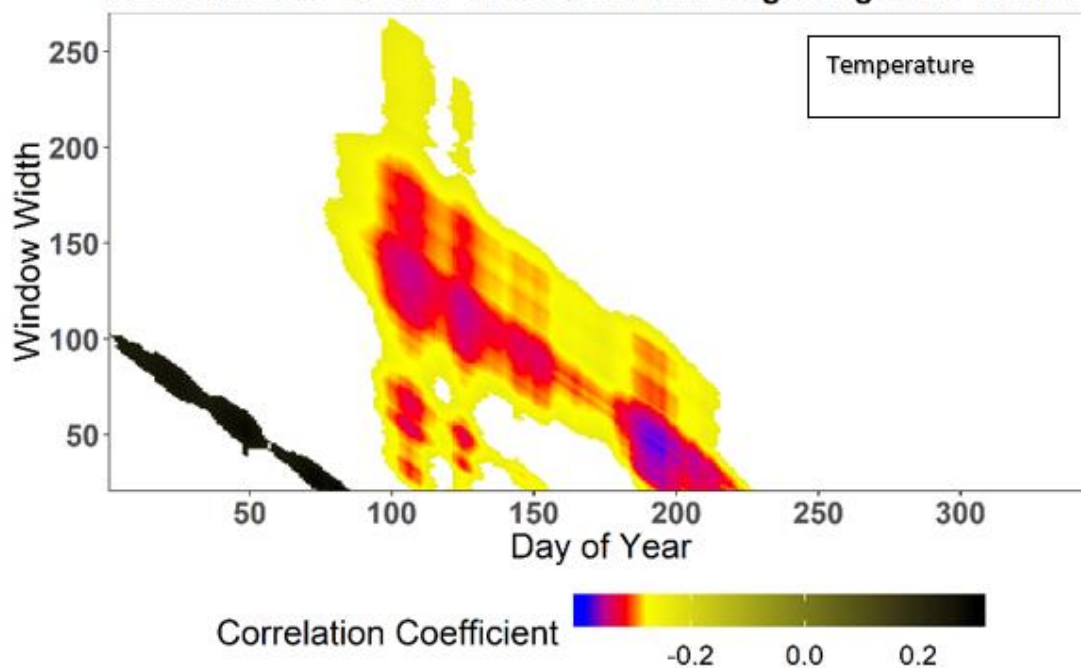 Temperature
Window Width
250
200
150
100
50
50 100 150 200 250 300
Day of Year
Correlation Coefficient
-0.2 0.0 0.2